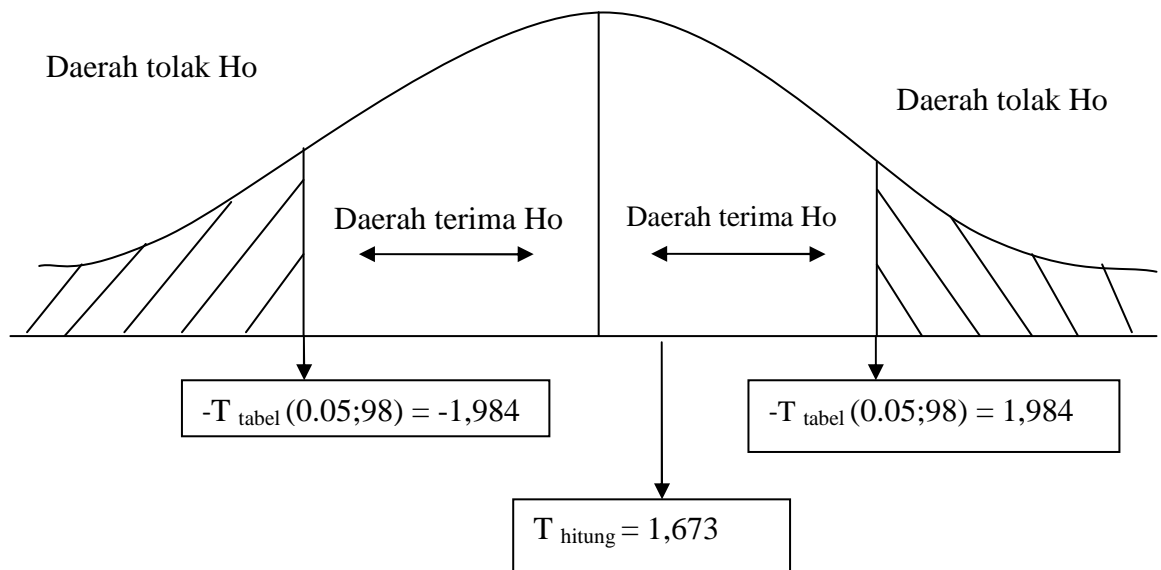 Daerah tolak Ho
Daerah tolak Ho
Daerah terima Ho
Daerah terima Ho
-T tabel (0.05;98) = -1,984
-T tabel (0.05;98) = 1,984
T hitung = 1,673